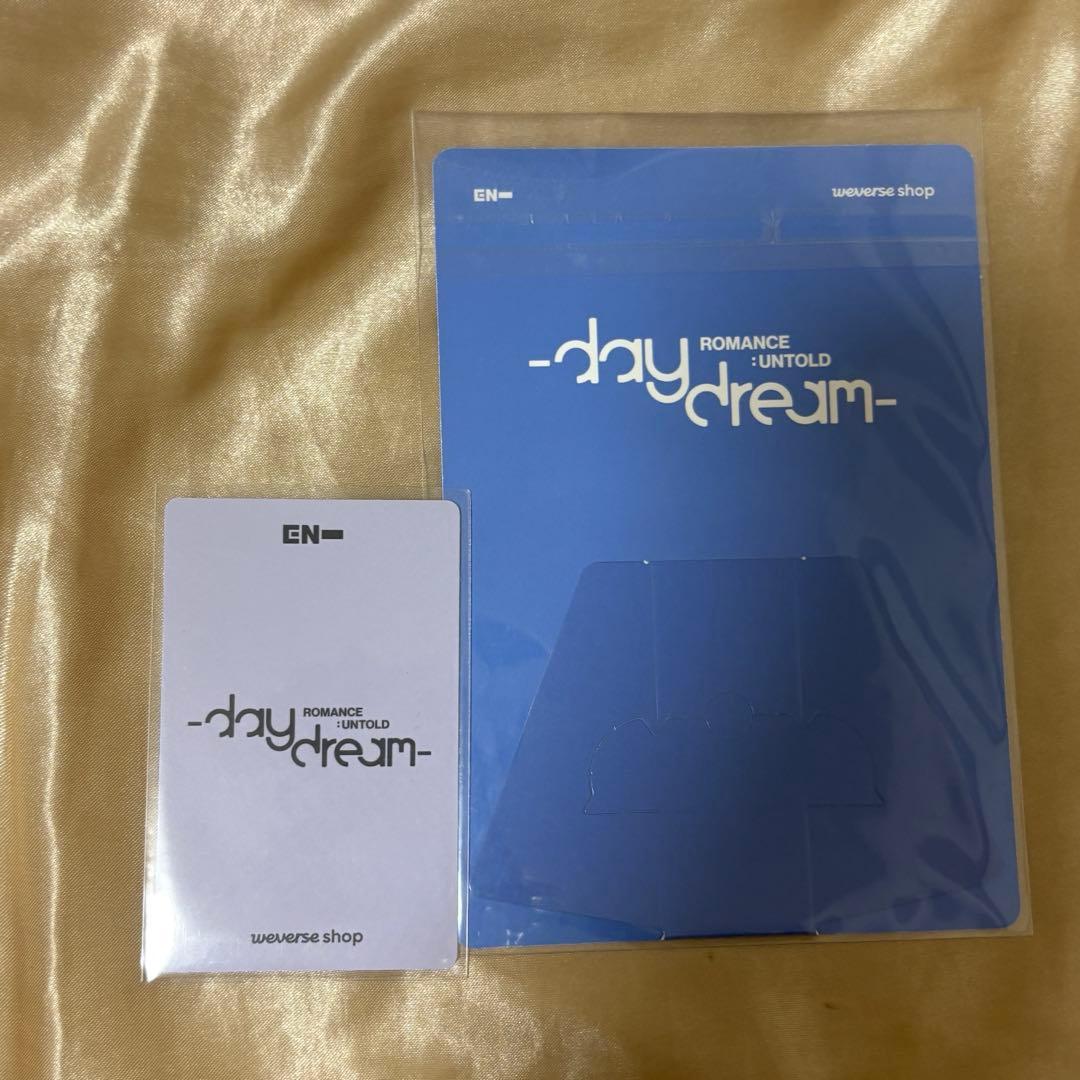 EN-
weverse shop
-day ROMANCE
:UNTOLD
dream-
EN-
-day ROMANCE
:UNTOLD
dream-
weverse shop